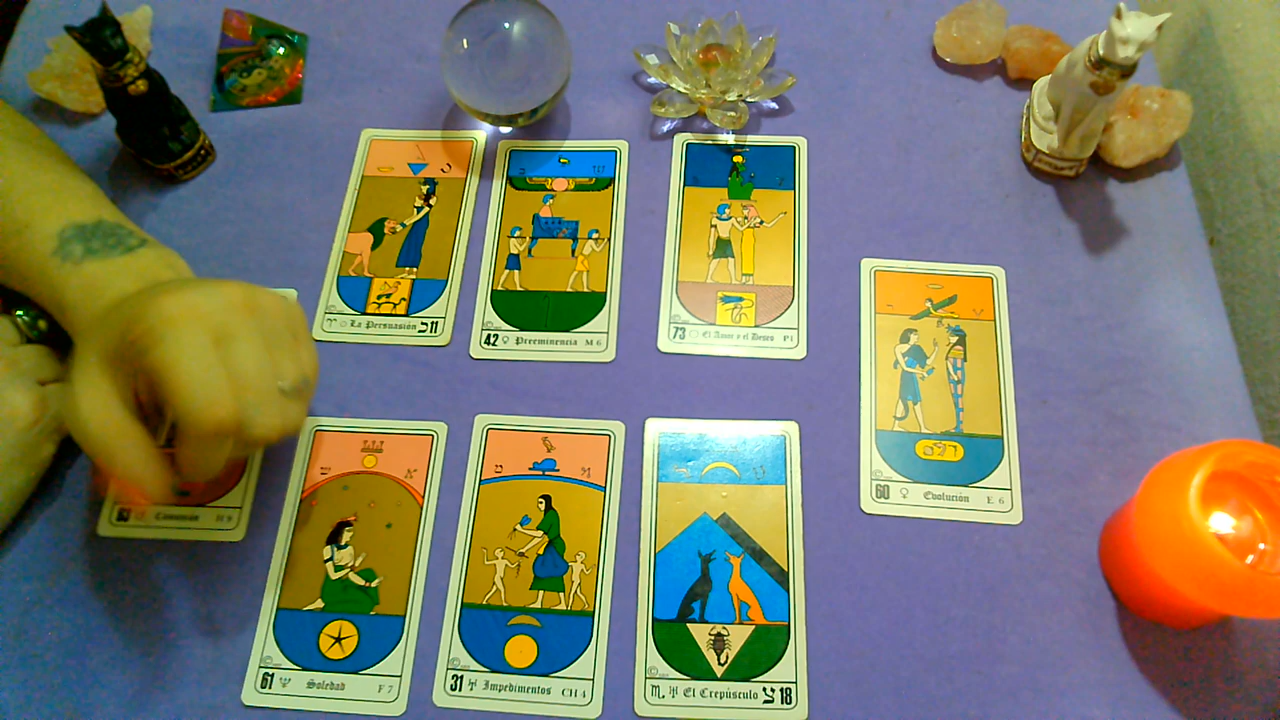 La Persuasión 11
42 Preeminencia M 6
73 El Amor y el Deseo P1
60 Evolución E 6
61 Soledad F 7
31 Impedimentos CH 4
El Crepúsculo 18